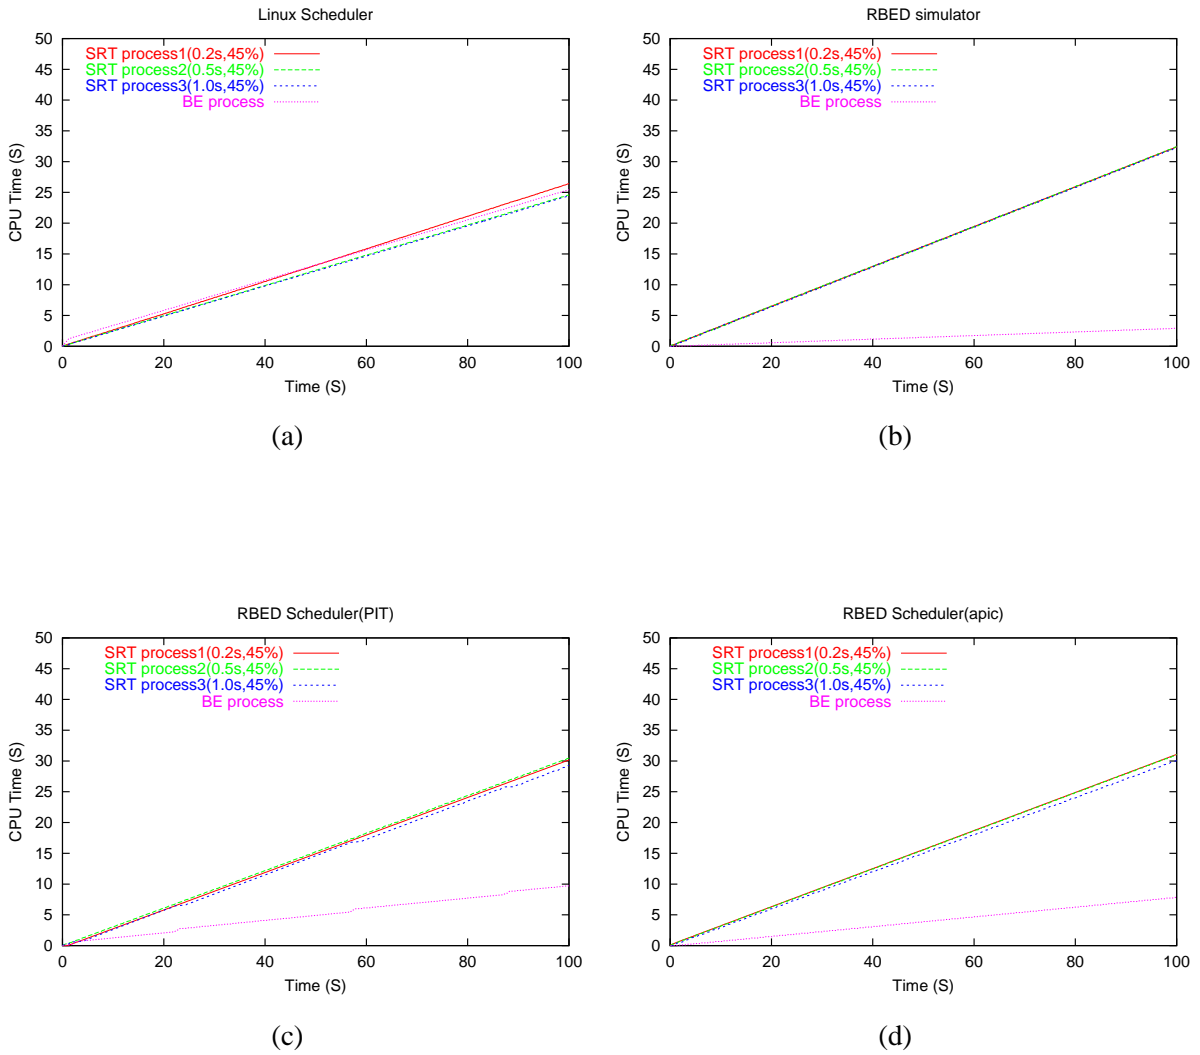 Linux Scheduler
50
45
40
35
30
25
20
15
10
5
0
CPU Time (S)
SRT process1(0.2s,45%)
SRT process2(0.5s,45%)
SRT process3(1.0s,45%)
BE process
0 20 40 60 80 100
Time (S)
(a)
RBED simulator
50
45
40
35
30
25
20
15
10
5
0
CPU Time (S)
SRT process1(0.2s,45%)
SRT process2(0.5s,45%)
SRT process3(1.0s,45%)
BE process
0 20 40 60 80 100
Time (S)
(b)
RBED Scheduler(PIT)
50
45
40
35
30
25
20
15
10
5
0
CPU Time (S)
SRT process1(0.2s,45%)
SRT process2(0.5s,45%)
SRT process3(1.0s,45%)
BE process
0 20 40 60 80 100
Time (S)
(c)
RBED Scheduler(apic)
50
45
40
35
30
25
20
15
10
5
0
CPU Time (S)
SRT process1(0.2s,45%)
SRT process2(0.5s,45%)
SRT process3(1.0s,45%)
BE process
0 20 40 60 80 100
Time (S)
(d)